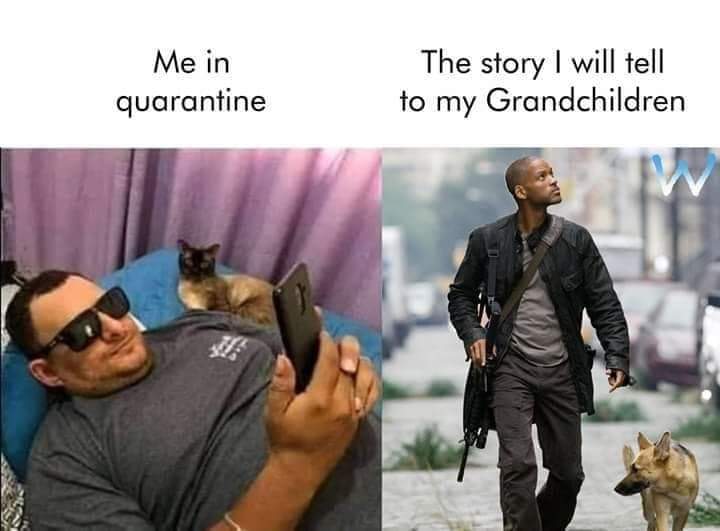 Me in
quarantine
The story I will tell
to my Grandchildren
W